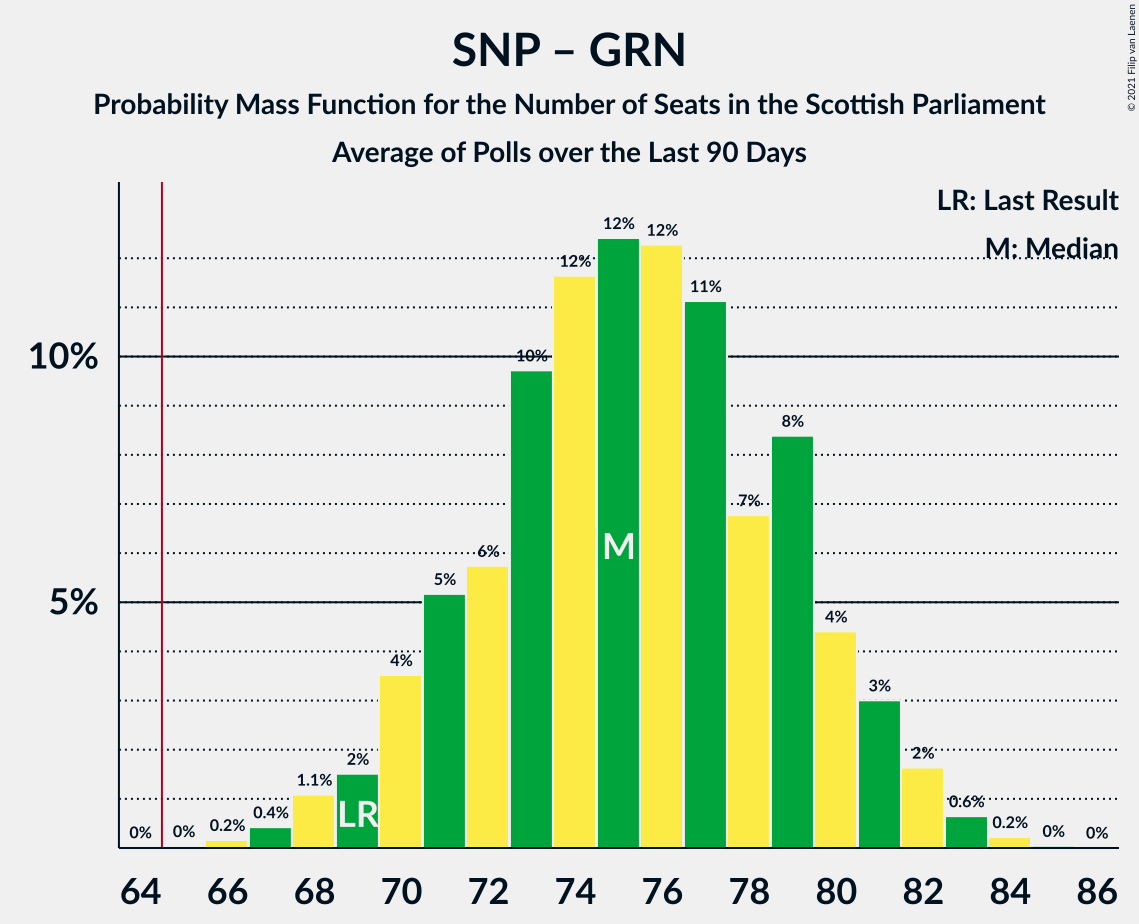 SNP – GRN
Probability Mass Function for the Number of Seats in the Scottish Parliament
Average of Polls over the Last 90 Days
© 2021 Filip van Laenen
LR: Last Result
M: Median
10%
5%
0%
0%
0.2%
0.4%
1.1%
2%
4%
5%
6%
10%
12%
12%
12%
11%
7%
8%
4%
3%
2%
0.6%
0.2%
0%
0%
LR
M
64 66 68 70 72 74 76 78 80 82 84 86